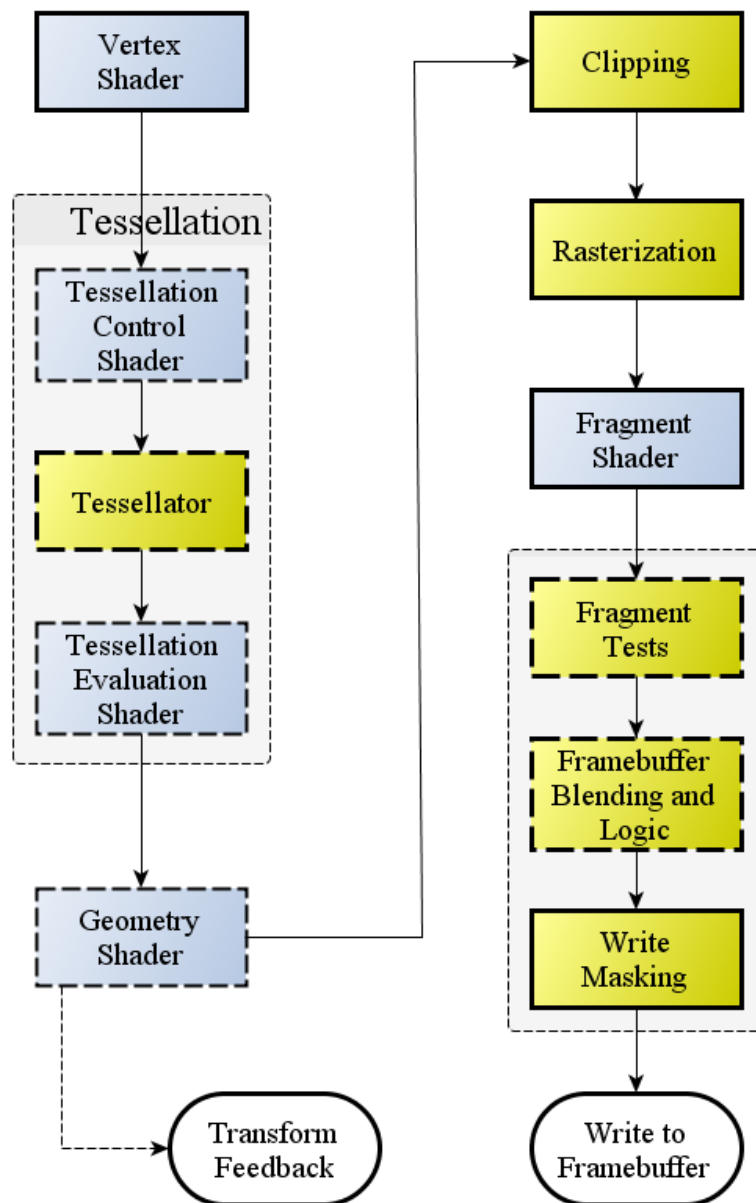 Vertex
Shader
Tessellation
Tessellation
Control
Shader
Tessellator
Tessellation
Evaluation
Shader
Geometry
Shader
Transform
Feedback
Clipping
Rasterization
Fragment
Shader
Fragment
Tests
Framebuffer
Blending and
Logic
Write
Masking
Write to
Framebuffer